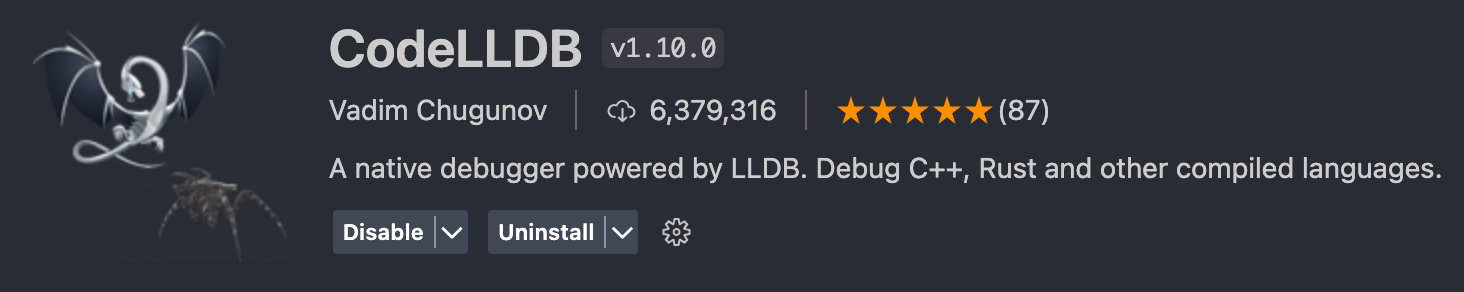 CodeLLDB v1.10.0
Vadim Chugunov 6,379,316 (87)
A native debugger powered by LLDB. Debug C++, Rust and other compiled languages.
Disable Uninstall